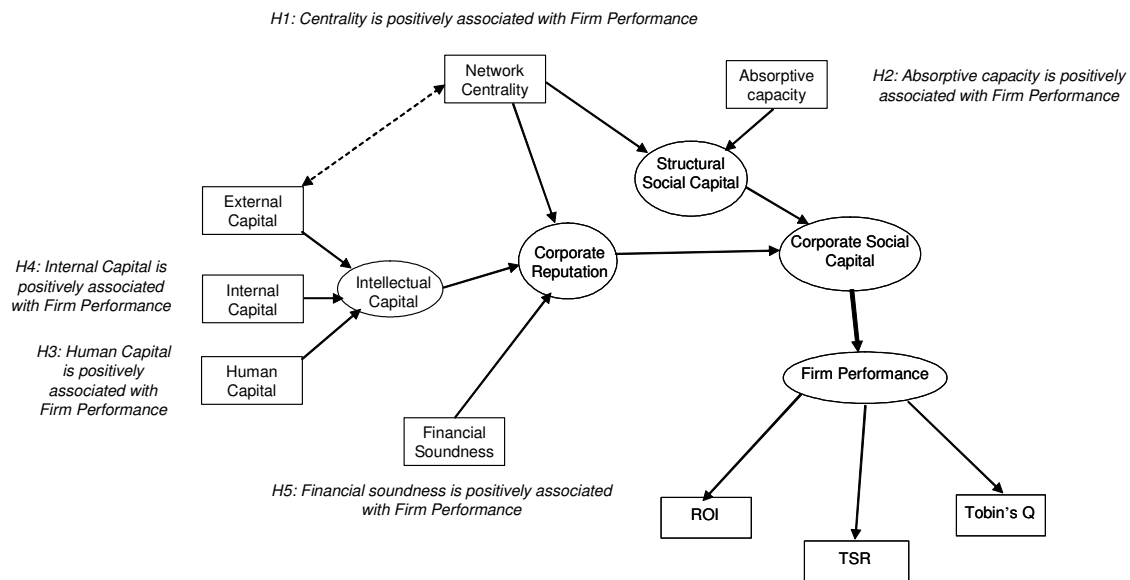 H1: Centrality is positively associated with Firm Performance
Network
Centrality
Absorptive
capacity
H2: Absorptive capacity is positively
associated with Firm Performance
Structural
Social Capital
External
Capital
Corporate
Reputation
Corporate Social
Capital
H4: Internal Capital is
positively associated
with Firm Performance
Internal
Capital
Intellectual
Capital
H3: Human Capital
is positively
associated with
Firm Performance
Human
Capital
Firm Performance
Financial
Soundness
H5: Financial soundness is positively associated
with Firm Performance
ROI
TSR
Tobin's Q